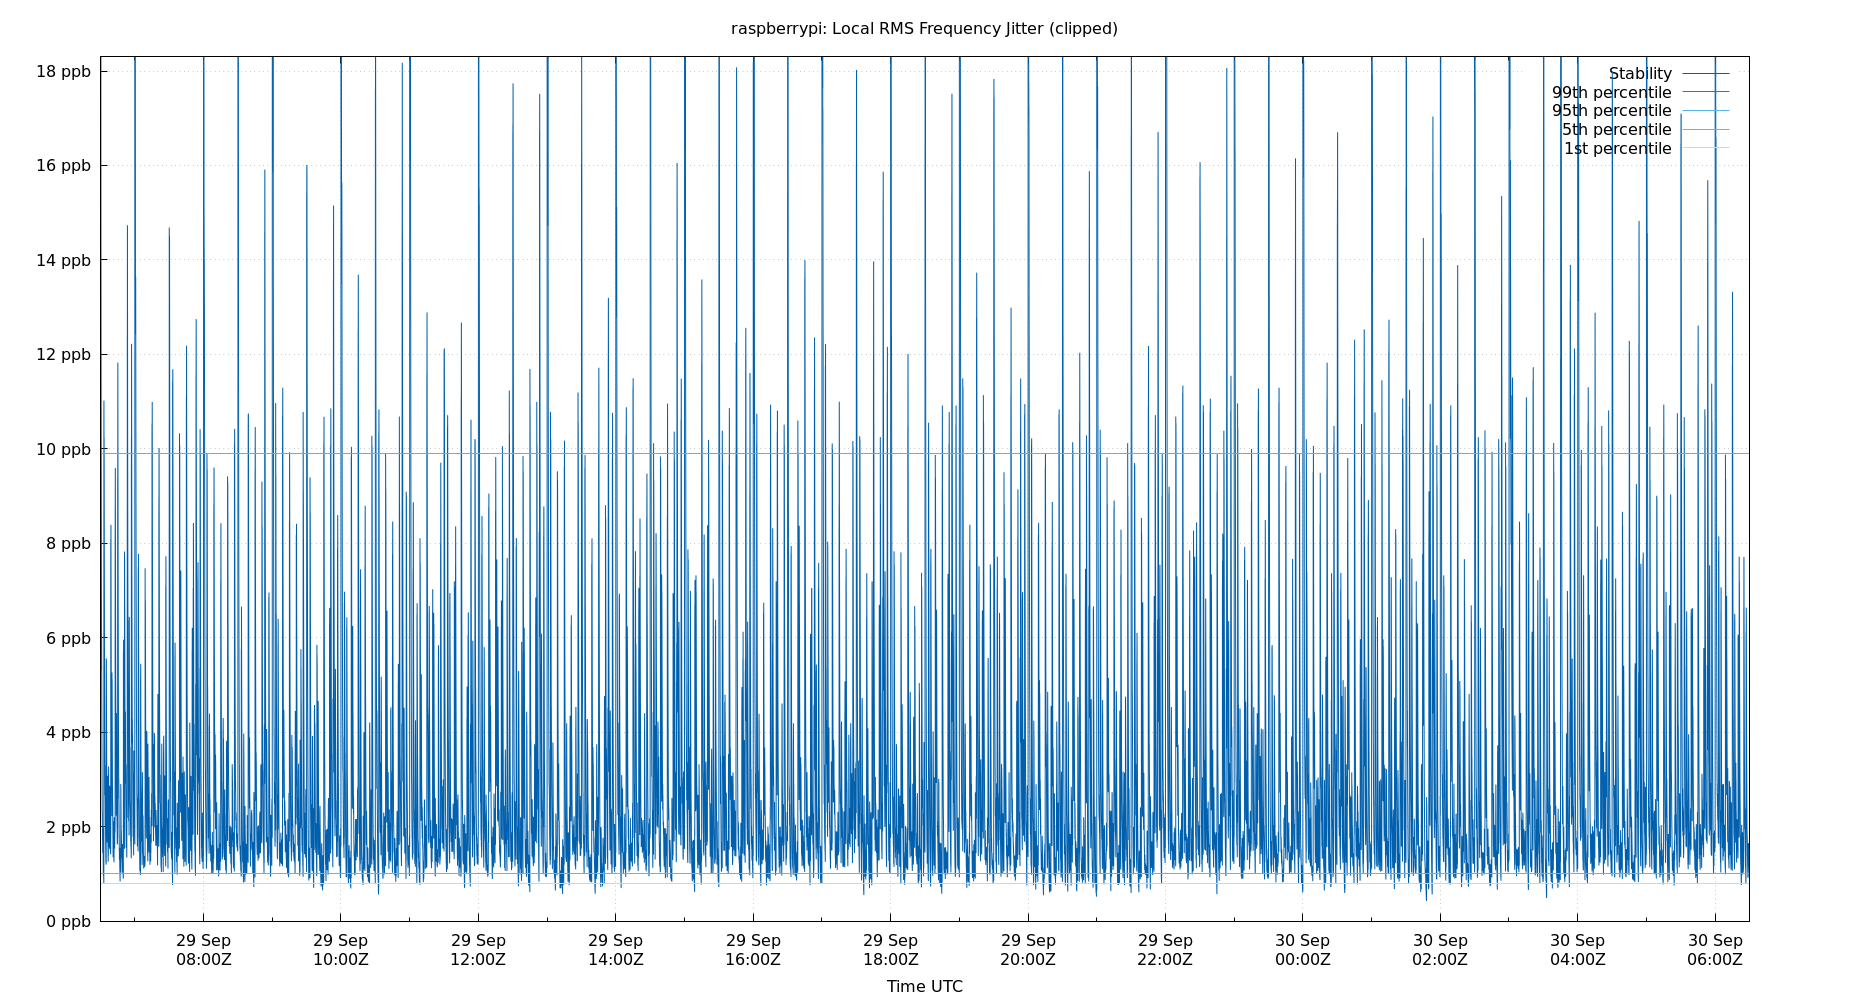 raspberrypi: Local RMS Frequency Jitter (clipped)
18 ppb
16 ppb
14 ppb
12 ppb
10 ppb
8 ppb
6 ppb
4 ppb
2 ppb
0 ppb
Stability
99th percentile
95th percentile
5th percentile
1st percentile
29 Sep
08:00Z
29 Sep
10:00Z
29 Sep
12:00Z
29 Sep
14:00Z
29 Sep
16:00Z
29 Sep
18:00Z
29 Sep
20:00Z
29 Sep
22:00Z
30 Sep
00:00Z
30 Sep
02:00Z
30 Sep
04:00Z
30 Sep
06:00Z
Time UTC